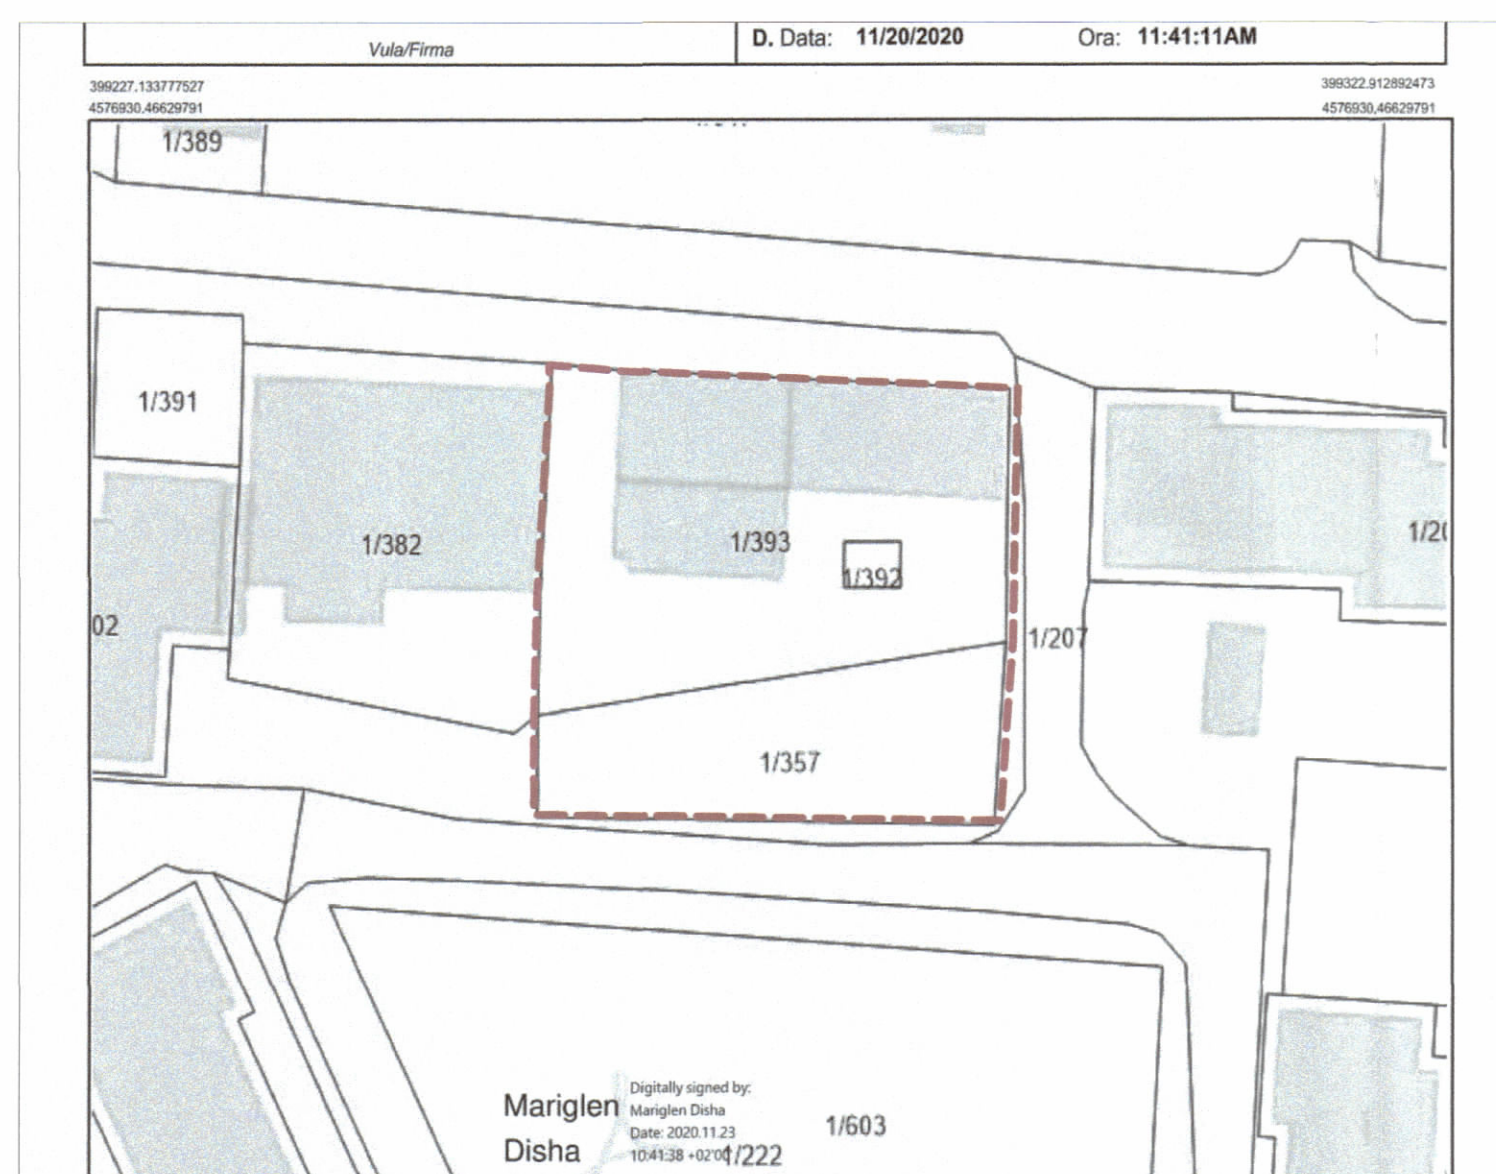 Vula/Firma
D. Data: 11/20/2020 Ora: 11:41:11AM
399227.133777527
4576930.46629791
399322.912892473
4576930.46629791
1/389
1/391
1/382
1/393
1/392
1/20
02
1/207
1/357
Mariglen
Disha
Digitally signed by:
Mariglen Disha
Date: 2020.11.23
10:41:38 +02'00'
1/603
1/222